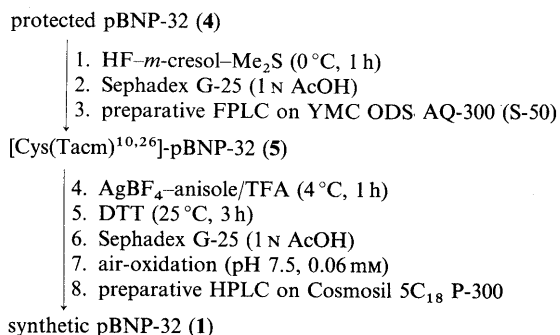 protected pBNP-32 (4)
1. HF–m-cresol–Me₂S (0 °C, 1 h)
2. Sephadex G-25 (1 N AcOH)
3. preparative FPLC on YMC ODS AQ-300 (S-50)
[Cys(Tacm)¹⁰,²⁶]-pBNP-32 (5)
4. AgBF₄–anisole/TFA (4 °C, 1 h)
5. DTT (25 °C, 3 h)
6. Sephadex G-25 (1 N AcOH)
7. air-oxidation (pH 7.5, 0.06 mM)
8. preparative HPLC on Cosmosil 5C₁₈ P-300
synthetic pBNP-32 (1)